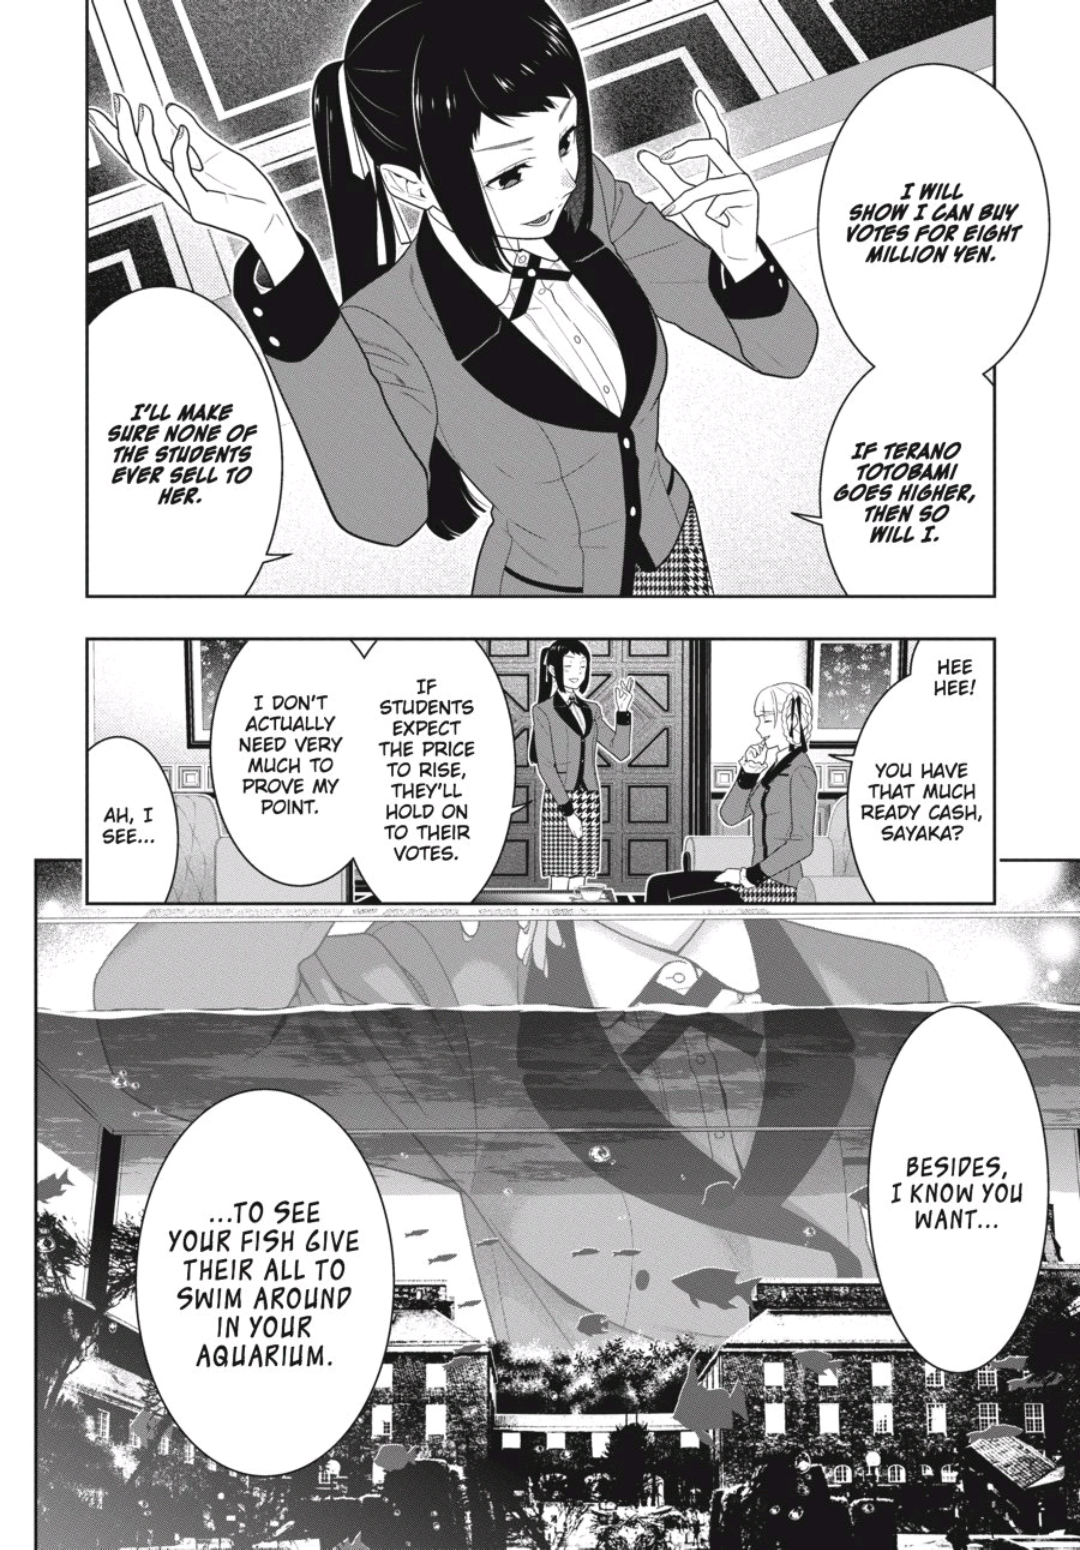 I WILL
SHOW I CAN BUY
VOTES FOR EIGHT
MILLION YEN.
IF TERANO
TOTOBAMI
GOES HIGHER,
THEN SO
WILL I.
I'LL MAKE
SURE NONE OF
THE STUDENTS
EVER SELL TO
HER.
HEE
HEE!
YOU HAVE
THAT MUCH
READY CASH,
SAYAKA?
IF
STUDENTS
EXPECT
THE PRICE
TO RISE,
THEY'LL
HOLD ON
TO THEIR
VOTES.
I DON'T
ACTUALLY
NEED VERY
MUCH TO
PROVE MY
POINT.
AH, I
SEE...
BESIDES,
I KNOW YOU
WANT...
...TO SEE
YOUR FISH GIVE
THEIR ALL TO
SWIM AROUND
IN YOUR
AQUARIUM.